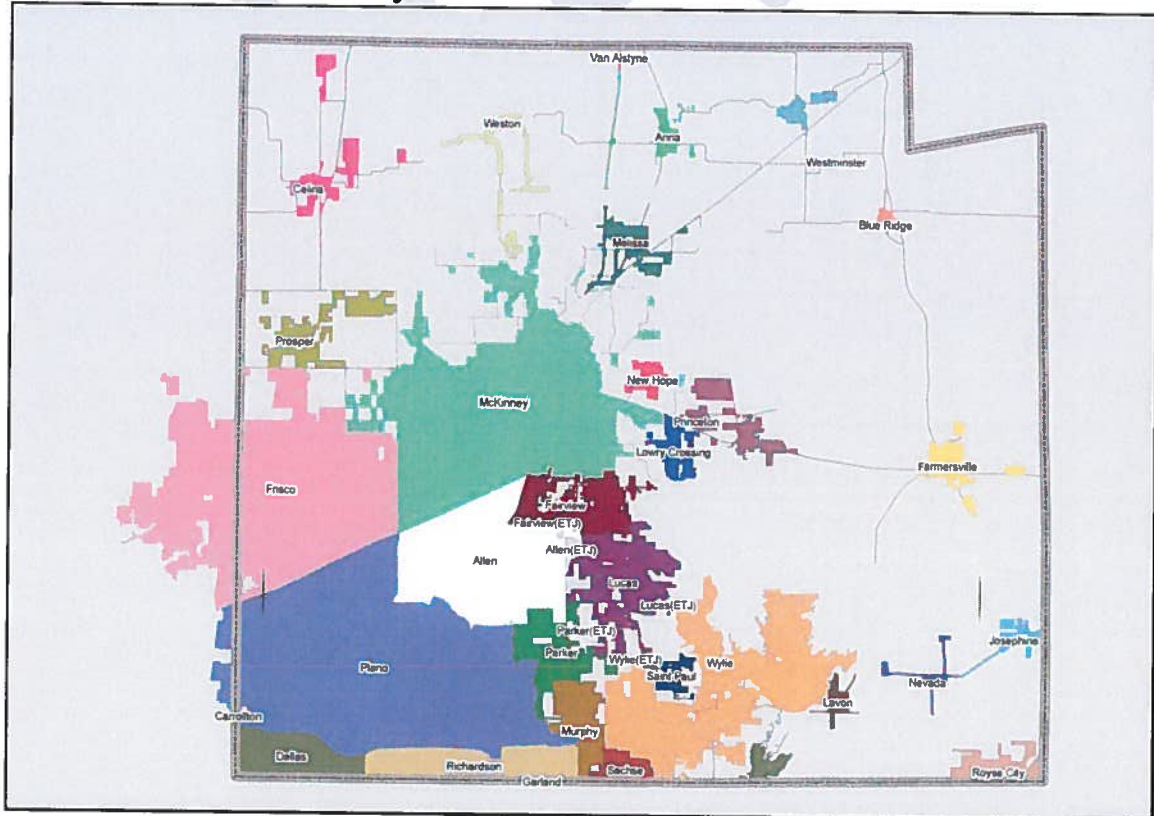 Van Alstyne
Weston
Anna
Westminster
Celina
Blue Ridge
Melissa
Prosper
New Hope
McKinney
Princeton
Lowry Crossing
Farmersville
Frisco
Fairview
Fairview(ETJ)
Allen(ETJ)
Allen
Lucas
Lucas(ETJ)
Parker(ETJ)
Josephine
Parker
Wylie(ETJ)
Wylie
Plano
Saint Paul
Nevada
Lavon
Carrollton
Murphy
Dallas
Richardson
Sachse
Royse City
Garland